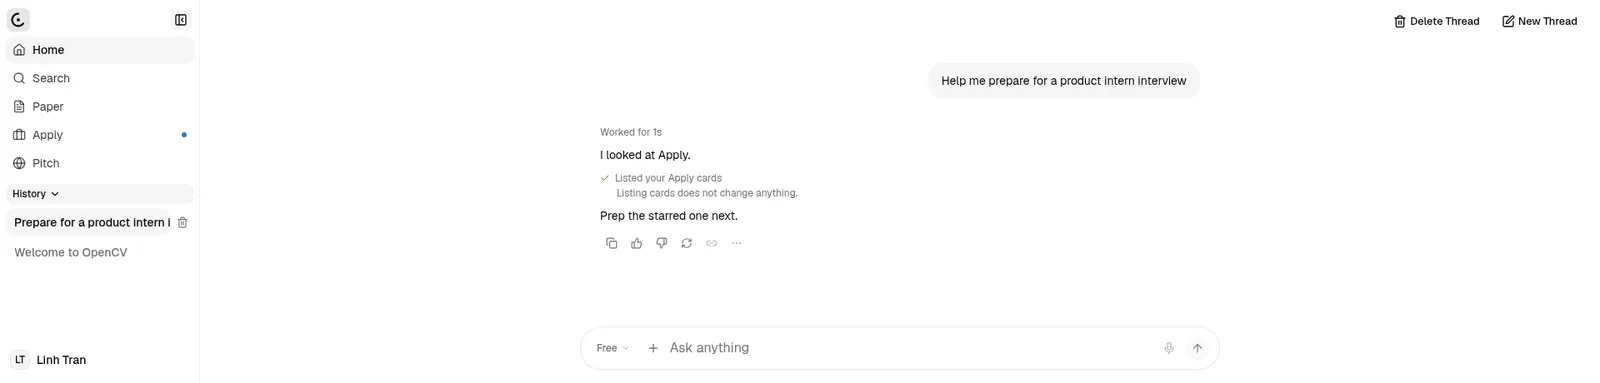 Home
Search
Paper
Apply
Pitch
History
Prepare for a product intern i
Welcome to OpenCV
LT Linh Tran
Delete Thread New Thread
Help me prepare for a product intern interview
Worked for 1s
I looked at Apply.
Listed your Apply cards
Listing cards does not change anything.
Prep the starred one next.
Free Ask anything